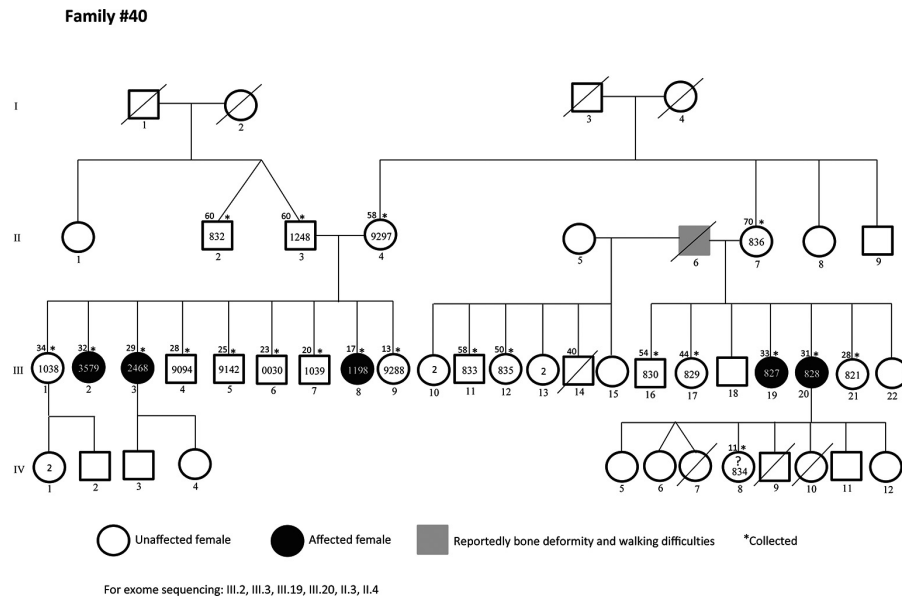 Family #40
I
1 2 3 4
60 * 60 * 58 * 70 *
II
832 1248 9297 836
1 2 3 4 5 6 7 8 9
34 * 32 * 29 * 28 * 25 * 23 * 20 * 17 * 13 * 58 * 50 * 40 54 * 44 * 33 * 31 * 28 *
III
1038 3579 2468 9094 9142 0030 1039 1198 9288 2 833 835 2 830 829 827 828 821
1 2 3 4 5 6 7 8 9 10 11 12 13 14 15 16 17 18 19 20 21 22
11 *
IV
2 ? 834
1 2 3 4 5 6 7 8 9 10 11 12
Unaffected female Affected female Reportedly bone deformity and walking difficulties *Collected
For exome sequencing: III.2, III.3, III.19, III.20, II.3, II.4